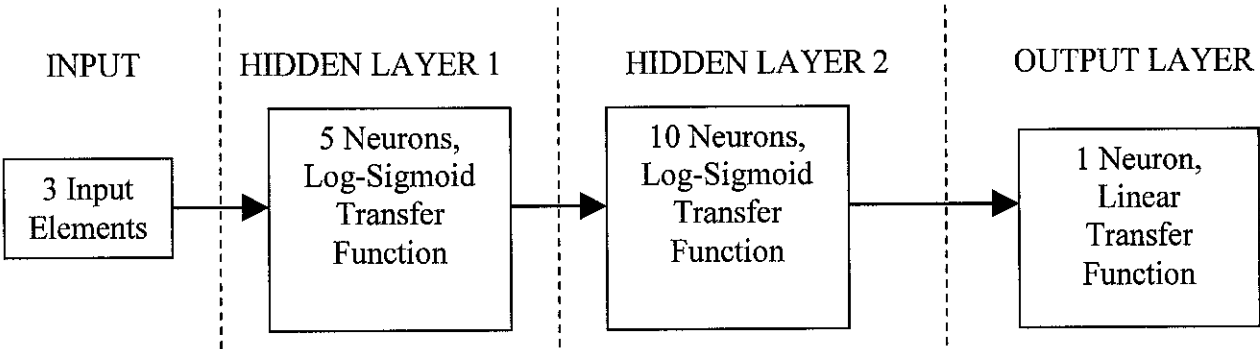 INPUT
HIDDEN LAYER 1
HIDDEN LAYER 2
OUTPUT LAYER
3 Input
Elements
5 Neurons,
Log-Sigmoid
Transfer
Function
10 Neurons,
Log-Sigmoid
Transfer
Function
1 Neuron,
Linear
Transfer
Function